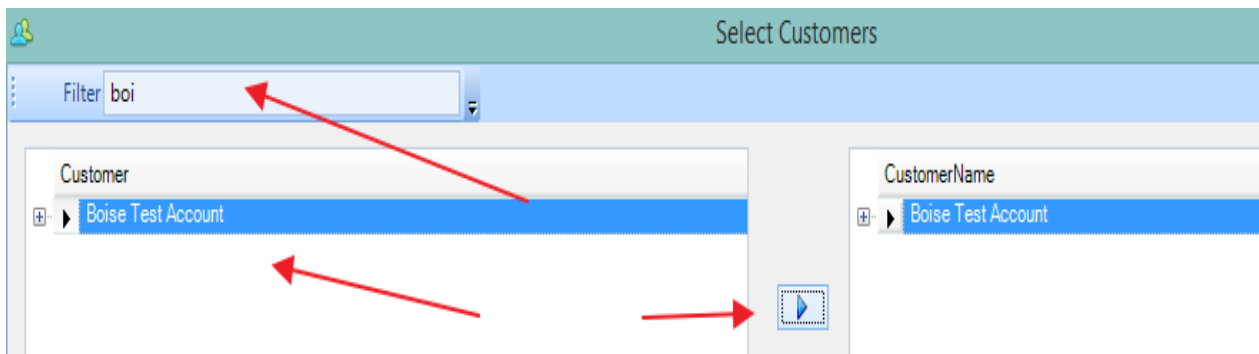 Select Customers
Filter boi
Customer
Boise Test Account
CustomerName
Boise Test Account